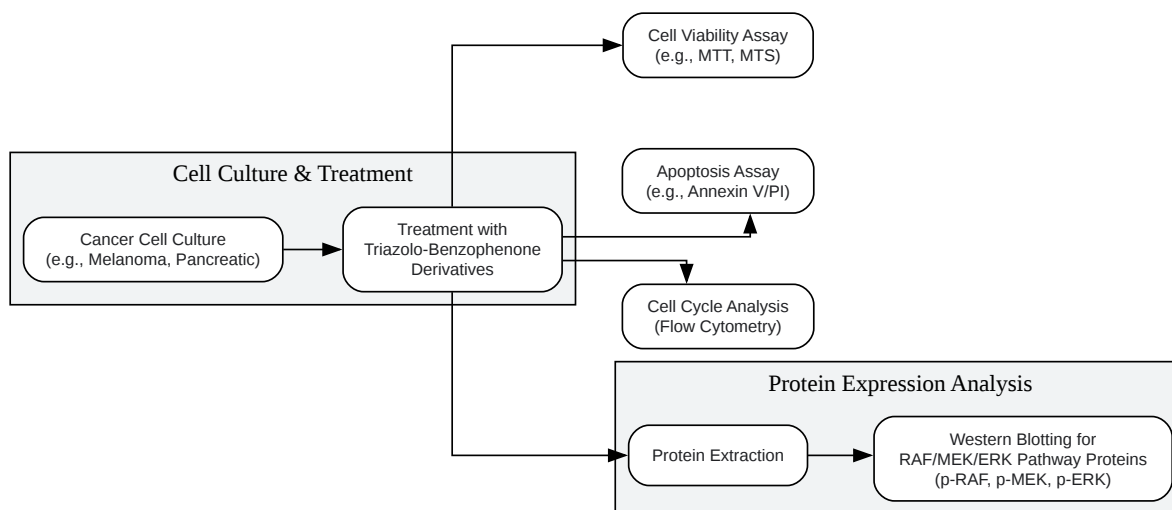 Cell Viability Assay
(e.g., MTT, MTS)
Cell Culture & Treatment
Apoptosis Assay
(e.g., Annexin V/PI)
Cancer Cell Culture
(e.g., Melanoma, Pancreatic)
Treatment with
Triazolo-Benzophenone
Derivatives
Cell Cycle Analysis
(Flow Cytometry)
Protein Expression Analysis
Protein Extraction
Western Blotting for
RAF/MEK/ERK Pathway Proteins
(p-RAF, p-MEK, p-ERK)